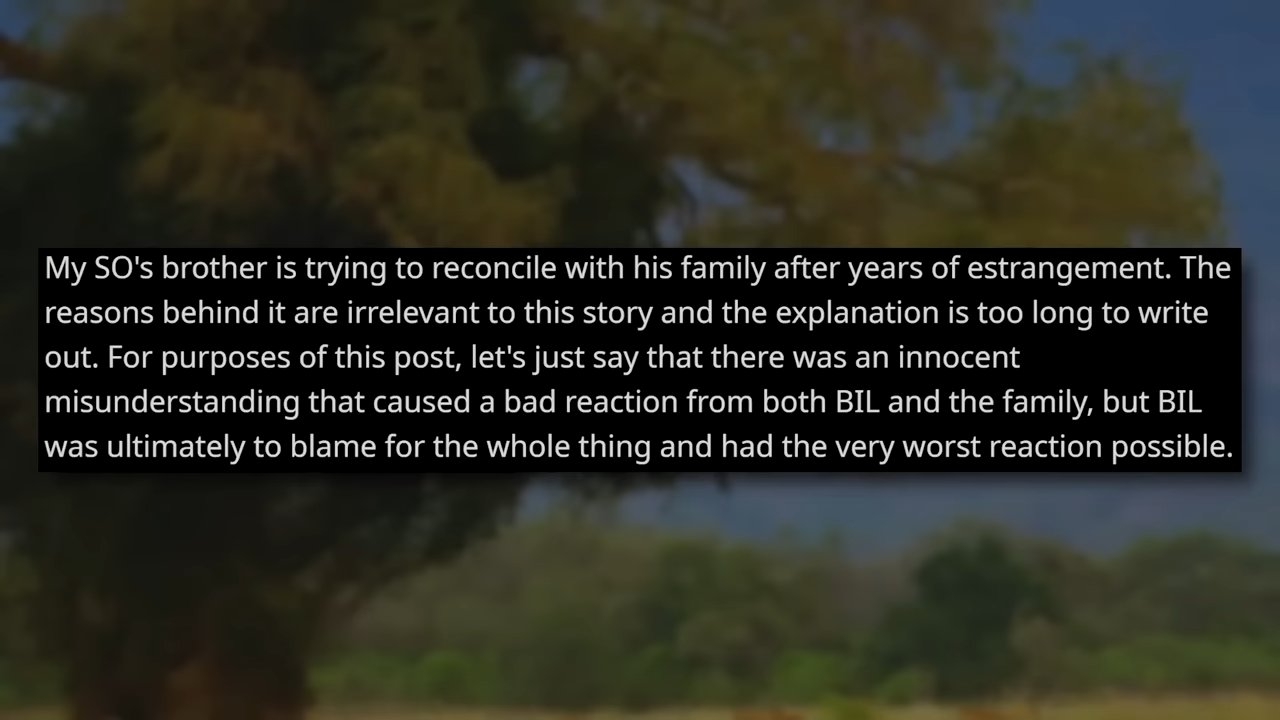 My SO's brother is trying to reconcile with his family after years of estrangement. The
reasons behind it are irrelevant to this story and the explanation is too long to write
out. For purposes of this post, let's just say that there was an innocent
misunderstanding that caused a bad reaction from both BIL and the family, but BIL
was ultimately to blame for the whole thing and had the very worst reaction possible.